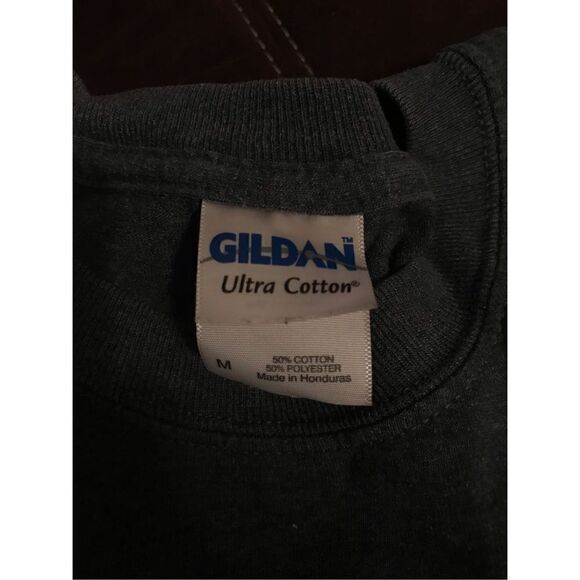 GILDAN™
Ultra Cotton®
M
50% COTTON
50% POLYESTER
Made in Honduras